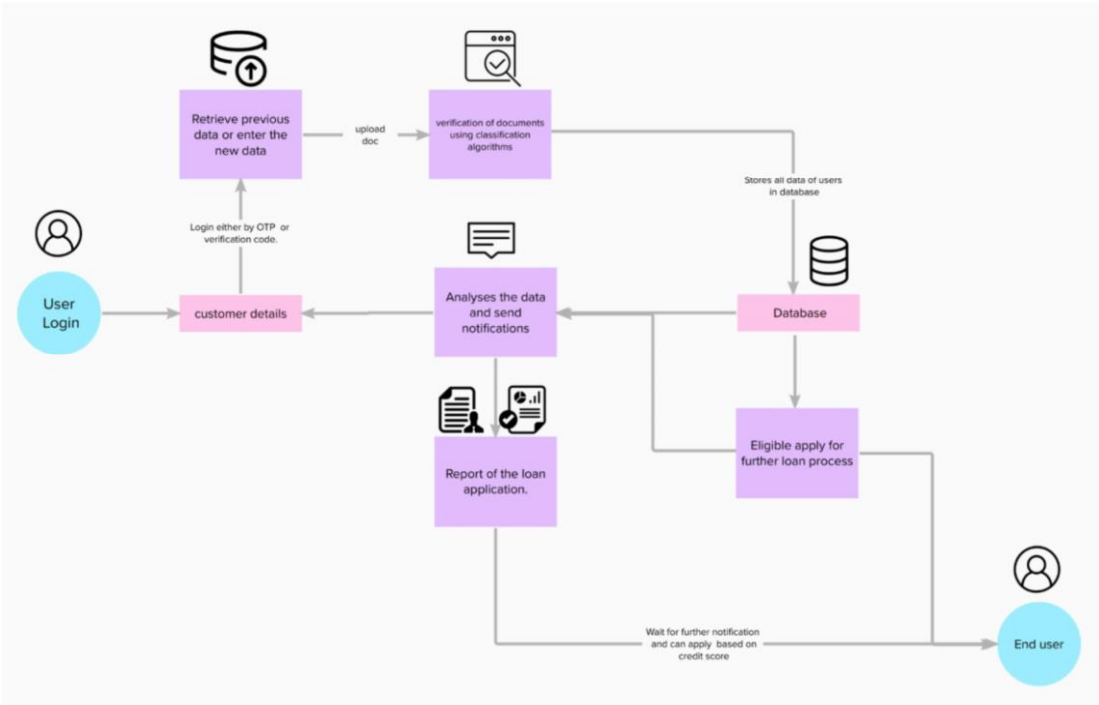 Retrieve previous
data or enter the
new data
upload
doc
verification of documents
using classification
algorithms
Stores all data of users
in database
Login either by OTP or
verification code.
User
Login
customer details
Analyses the data
and send
notifications
Database
Eligible apply for
further loan process
Report of the loan
application.
Wait for further notification
and can apply based on
credit score
End user